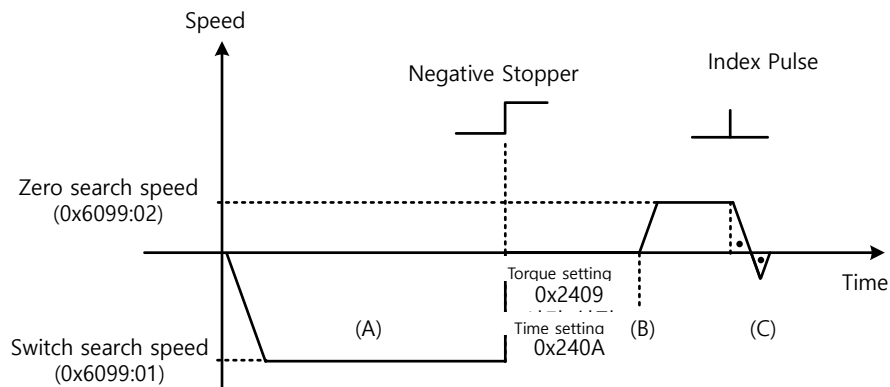 Speed
Negative Stopper
Index Pulse
Zero search speed
(0x6099:02)
Time
Torque setting
0x2409
Time setting
0x240A
(A)
(B)
(C)
Switch search speed
(0x6099:01)